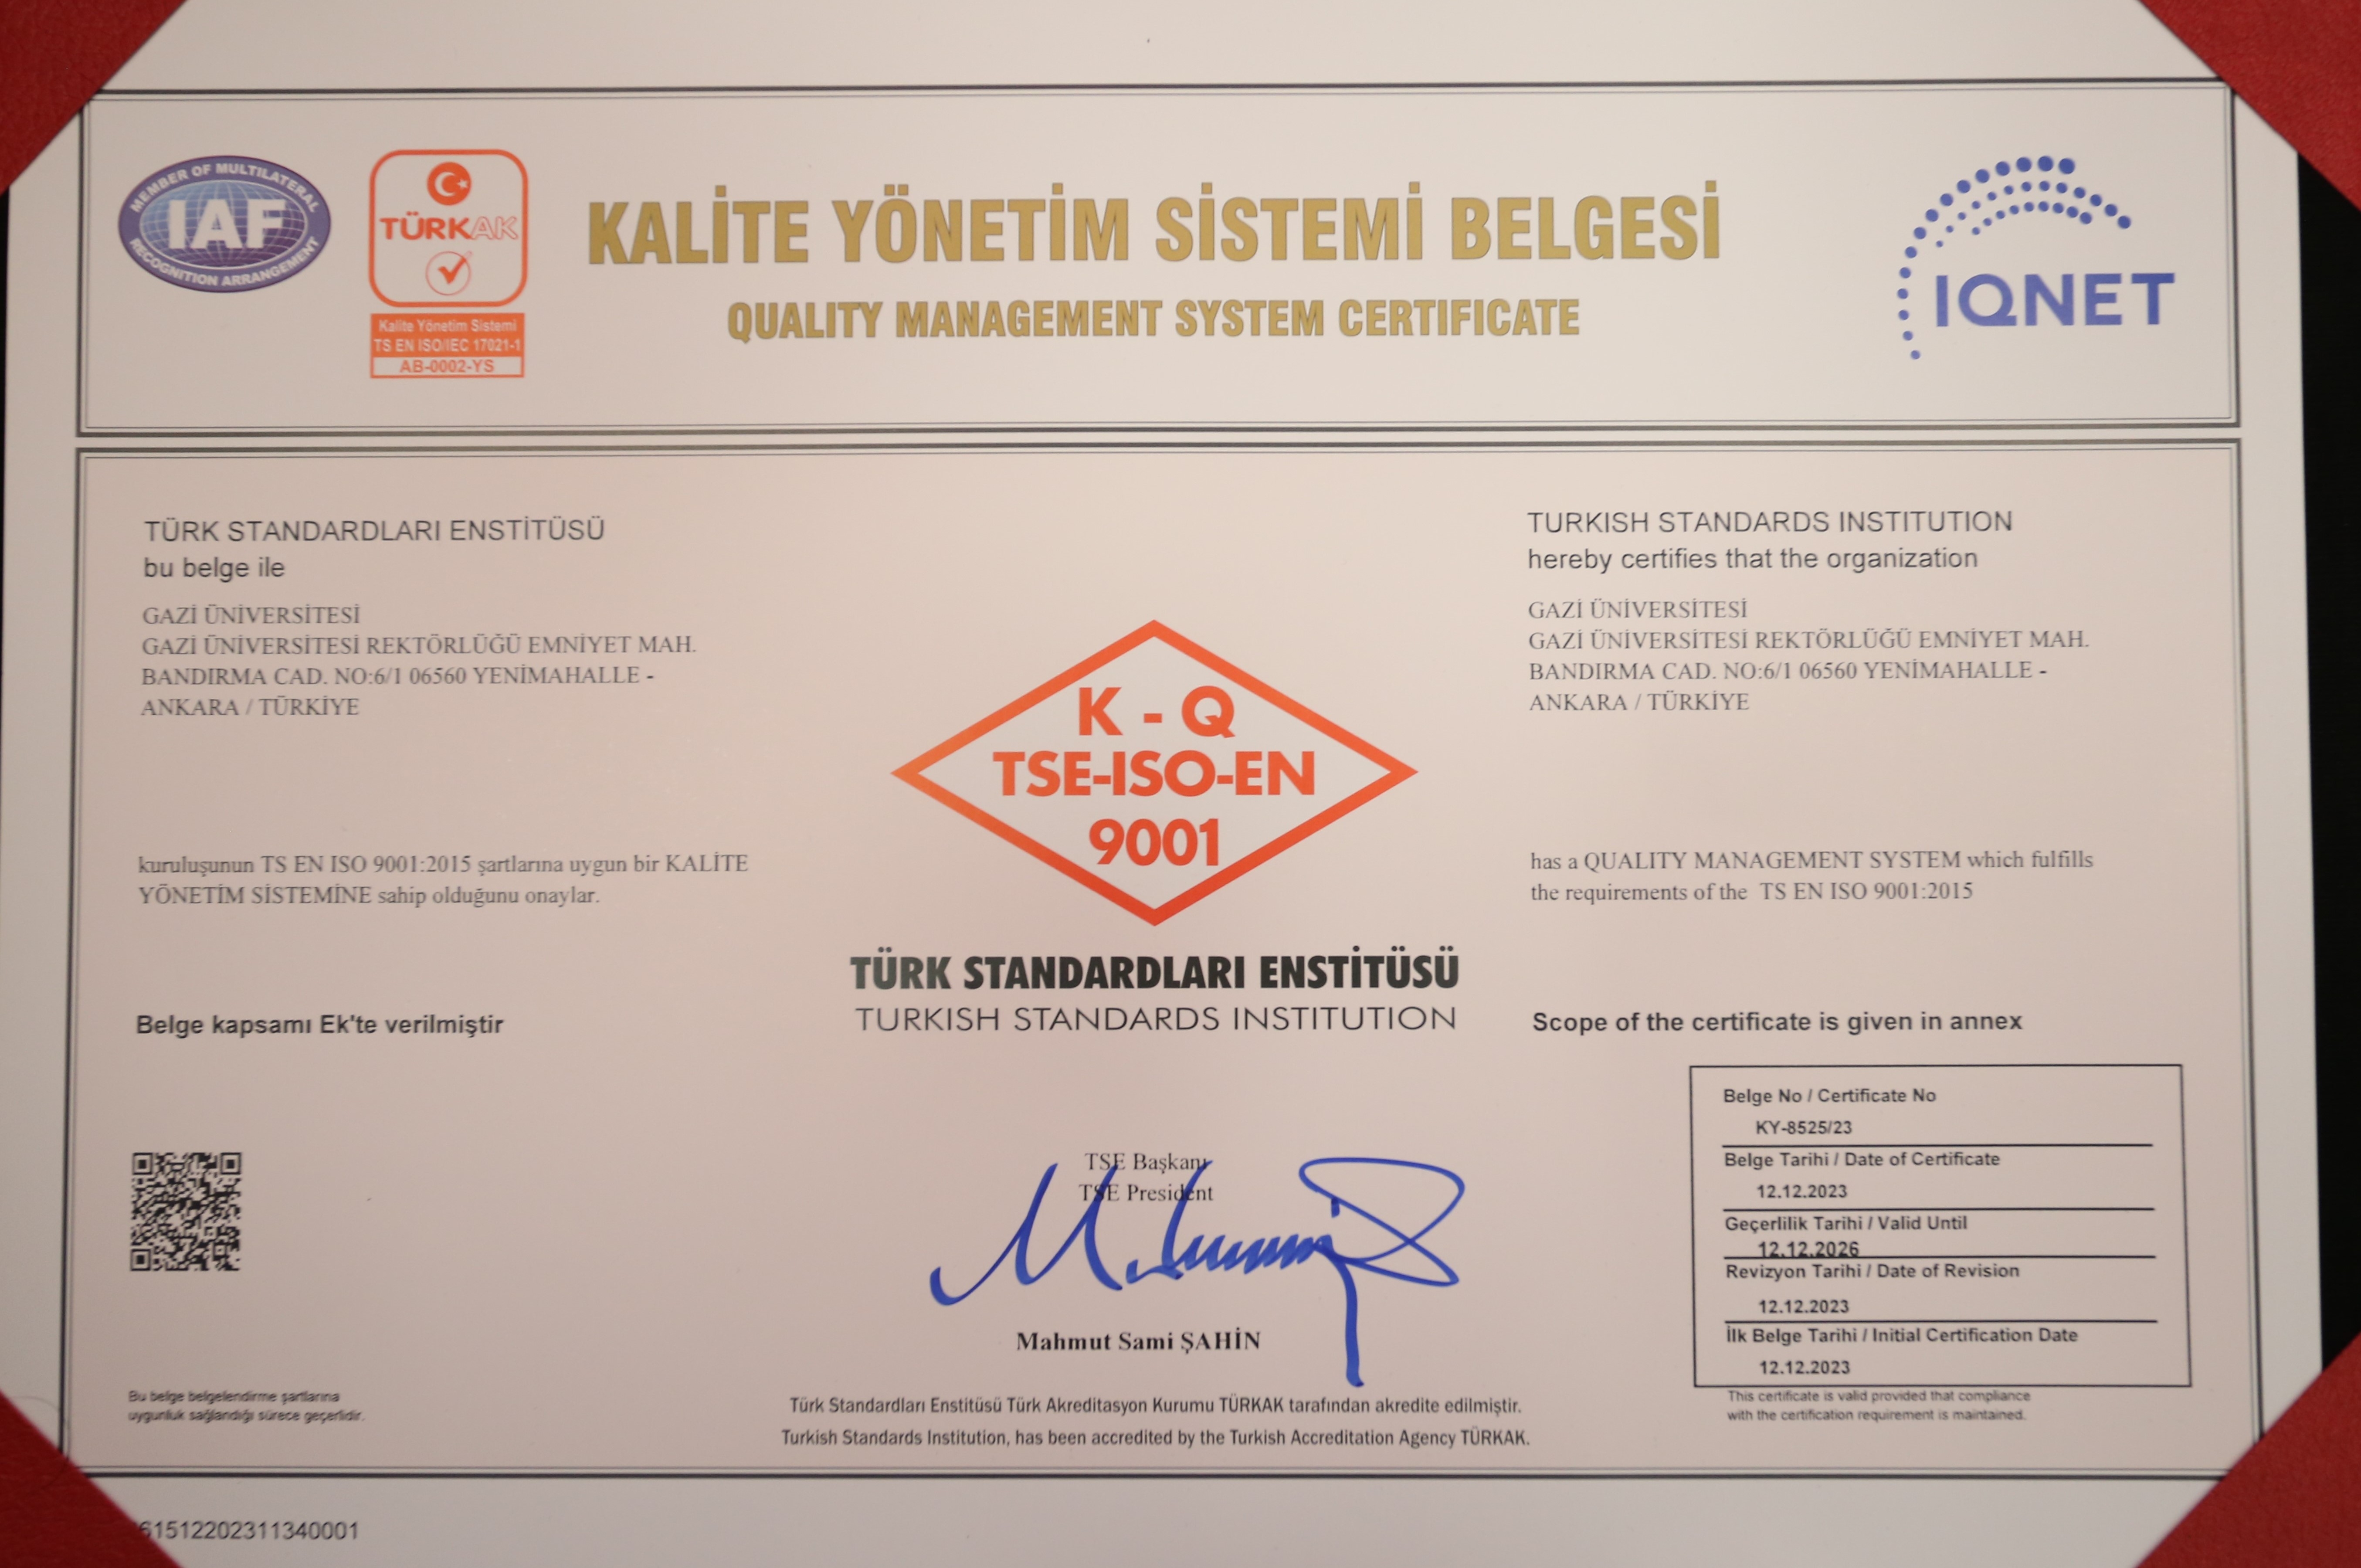 MEMBER OF MULTILATERAL
IAF
RECOGNITION ARRANGEMENT
TÜRKAK
Kalite Yönetim Sistemi
TS EN ISO/IEC 17021-1
AB-0002-YS
KALİTE YÖNETİM SİSTEMİ BELGESİ
QUALITY MANAGEMENT SYSTEM CERTIFICATE
IQNET
TÜRK STANDARDLARI ENSTİTÜSÜ
bu belge ile
GAZİ ÜNİVERSİTESİ
GAZİ ÜNİVERSİTESİ REKTÖRLÜĞÜ EMNİYET MAH.
BANDIRMA CAD. NO:6/1 06560 YENİMAHALLE -
ANKARA / TÜRKİYE
kuruluşunun TS EN ISO 9001:2015 şartlarına uygun bir KALİTE
YÖNETİM SİSTEMİNE sahip olduğunu onaylar.
Belge kapsamı Ek'te verilmiştir
K - Q
TSE-ISO-EN
9001
TÜRK STANDARDLARI ENSTİTÜSÜ
TURKISH STANDARDS INSTITUTION
TURKISH STANDARDS INSTITUTION
hereby certifies that the organization
GAZİ ÜNİVERSİTESİ
GAZİ ÜNİVERSİTESİ REKTÖRLÜĞÜ EMNİYET MAH.
BANDIRMA CAD. NO:6/1 06560 YENİMAHALLE -
ANKARA / TÜRKİYE
has a QUALITY MANAGEMENT SYSTEM which fulfills
the requirements of the TS EN ISO 9001:2015
Scope of the certificate is given in annex
TSE Başkanı
TSE President
Mahmut Sami ŞAHİN
Belge No / Certificate No
KY-8525/23
Belge Tarihi / Date of Certificate
12.12.2023
Geçerlilik Tarihi / Valid Until
12.12.2026
Revizyon Tarihi / Date of Revision
12.12.2023
İlk Belge Tarihi / Initial Certification Date
12.12.2023
Bu belge belgelendirme şartlarına
uygunluk sağlandığı sürece geçerlidir.
Türk Standardları Enstitüsü Türk Akreditasyon Kurumu TÜRKAK tarafından akredite edilmiştir.
Turkish Standards Institution, has been accredited by the Turkish Accreditation Agency TÜRKAK.
This certificate is valid provided that compliance
with the certification requirement is maintained.
61512202311340001